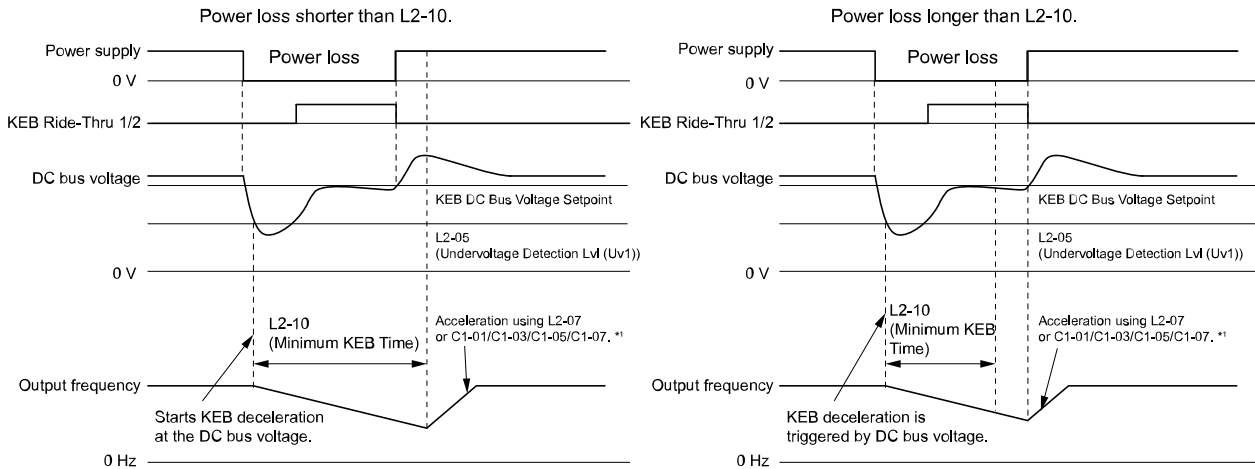 Power loss shorter than L2-10.
Power supply
Power loss
0 V
KEB Ride-Thru 1/2
DC bus voltage
KEB DC Bus Voltage Setpoint
L2-05
(Undervoltage Detection Lvl (Uv1))
0 V
L2-10
(Minimum KEB Time)
Acceleration using L2-07
or C1-01/C1-03/C1-05/C1-07. *1
Output frequency
Starts KEB deceleration
at the DC bus voltage.
0 Hz
Power loss longer than L2-10.
Power supply
Power loss
0 V
KEB Ride-Thru 1/2
DC bus voltage
KEB DC Bus Voltage Setpoint
L2-05
(Undervoltage Detection Lvl (Uv1))
0 V
L2-10
(Minimum KEB
Time)
Acceleration using L2-07
or C1-01/C1-03/C1-05/C1-07. *1
Output frequency
KEB deceleration is
triggered by DC bus voltage.
0 Hz